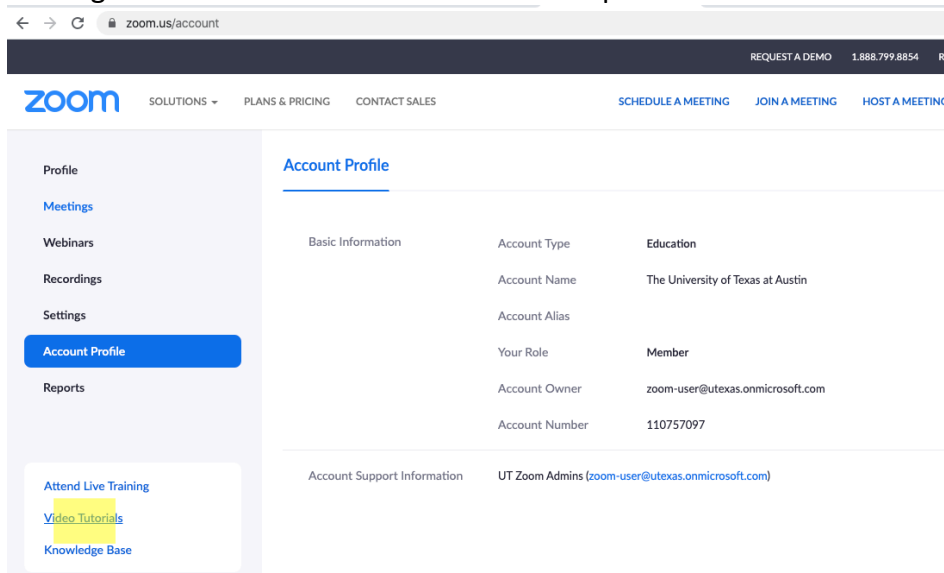 zoom.us/account
REQUEST A DEMO 1.888.799.8854
zoom SOLUTIONS PLANS & PRICING CONTACT SALES SCHEDULE A MEETING JOIN A MEETING HOST A MEETING
Profile
Meetings
Webinars
Recordings
Settings
Account Profile
Reports
Attend Live Training
Video Tutorials
Knowledge Base
Account Profile
Basic Information
Account Type Education
Account Name The University of Texas at Austin
Account Alias
Your Role Member
Account Owner zoom-user@utexas.onmicrosoft.com
Account Number 110757097
Account Support Information UT Zoom Admins (zoom-user@utexas.onmicrosoft.com)